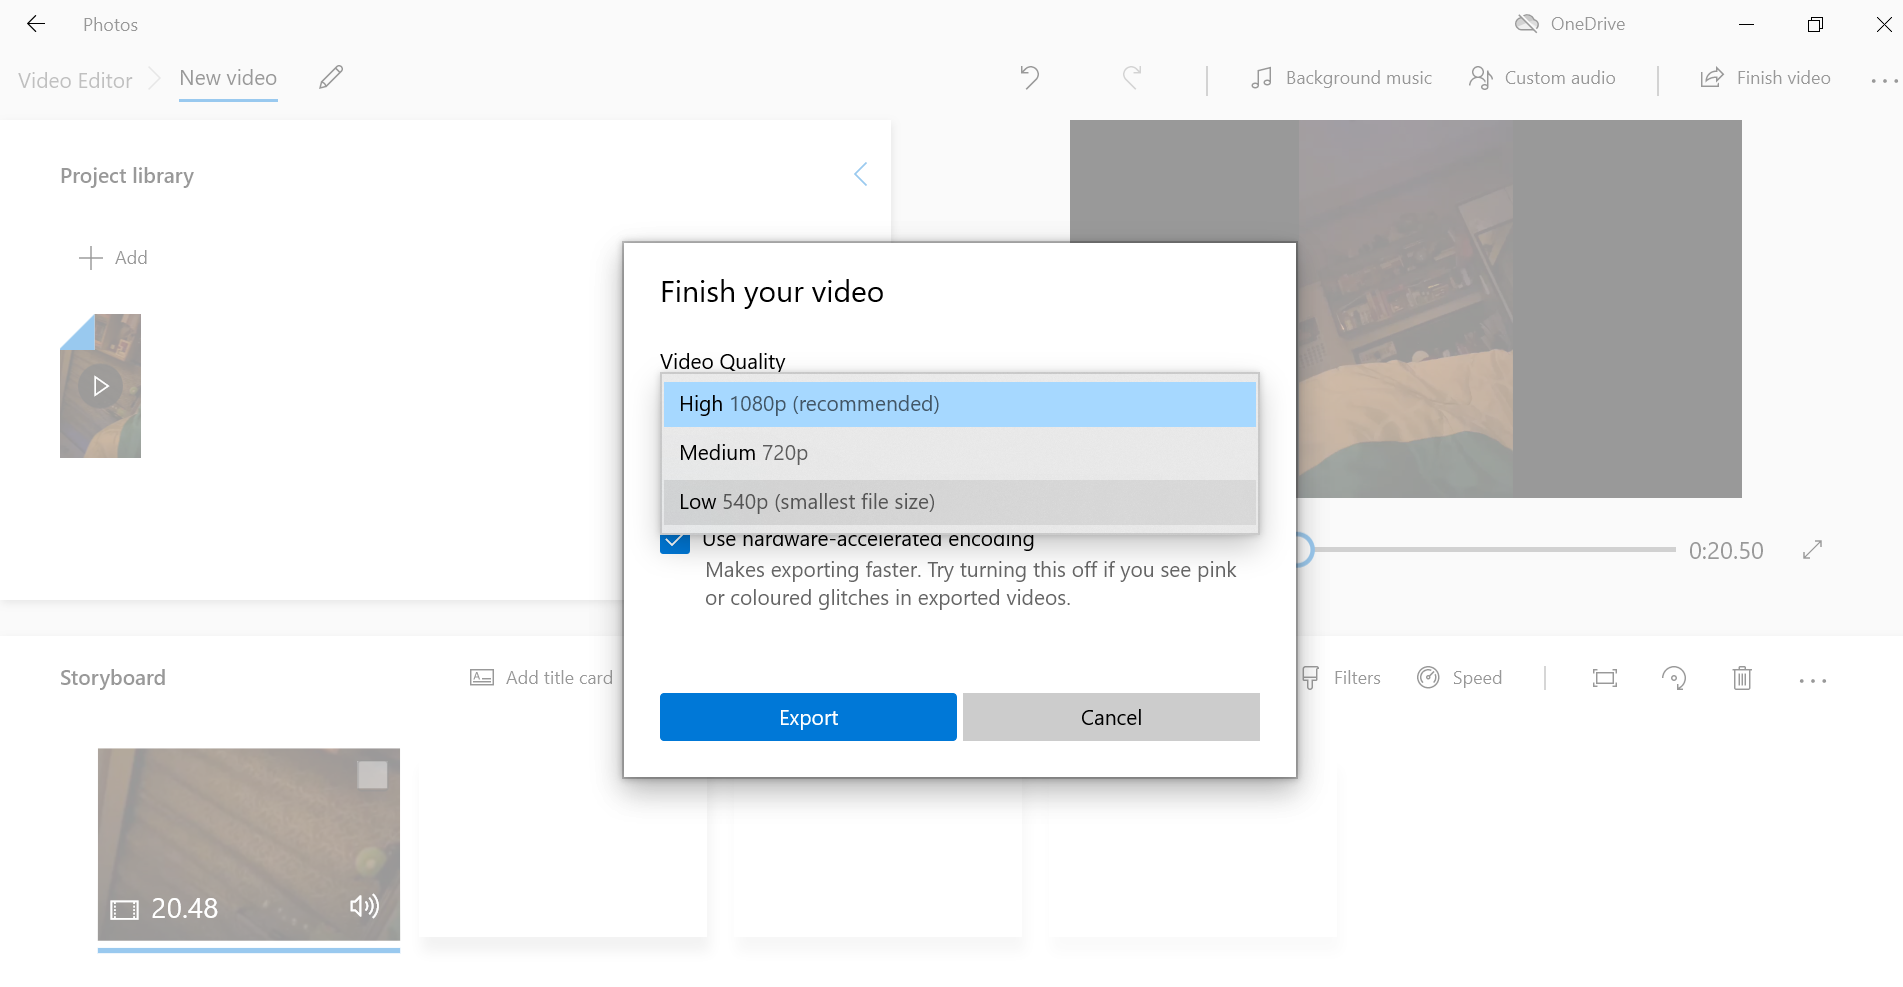 Photos
OneDrive
Video Editor
New video
Background music
Custom audio
Finish video
Project library
Add
Finish your video
Video Quality
High 1080p (recommended)
Medium 720p
Low 540p (smallest file size)
Use hardware-accelerated encoding
Makes exporting faster. Try turning this off if you see pink
or coloured glitches in exported videos.
0:20.50
Storyboard
Add title card
Filters
Speed
Export
Cancel
20.48